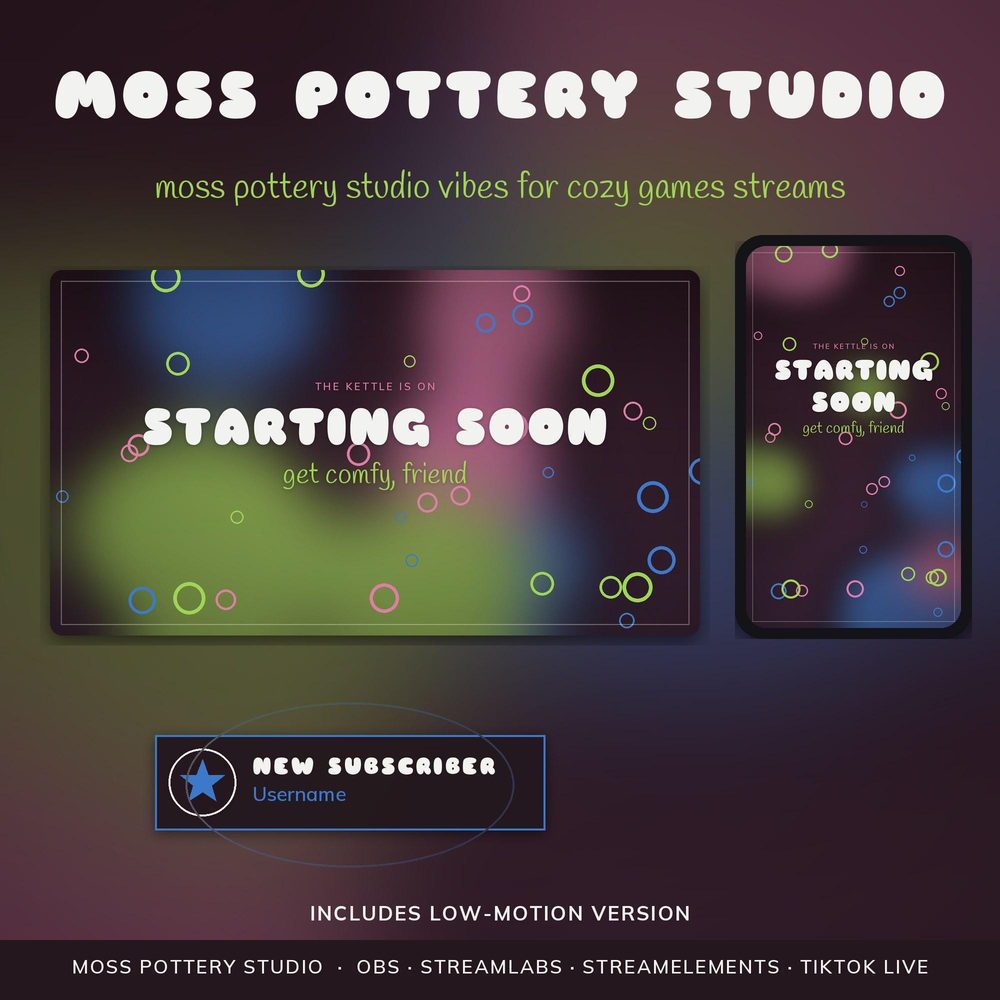 MOSS POTTERY STUDIO
moss pottery studio vibes for cozy games streams
THE KETTLE IS ON
STARTING SOON
get comfy, friend
THE KETTLE IS ON
STARTING
SOON
get comfy, friend
NEW SUBSCRIBER
Username
INCLUDES LOW-MOTION VERSION
MOSS POTTERY STUDIO · OBS · STREAMLABS · STREAMELEMENTS · TIKTOK LIVE